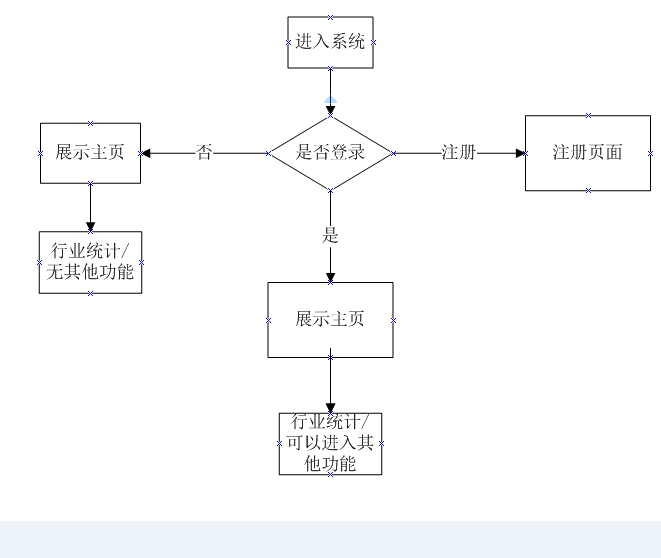 进入系统
展示主页
否
是否登录
注册
注册页面
行业统计/
无其他功能
是
展示主页
行业统计/
可以进入其
他功能